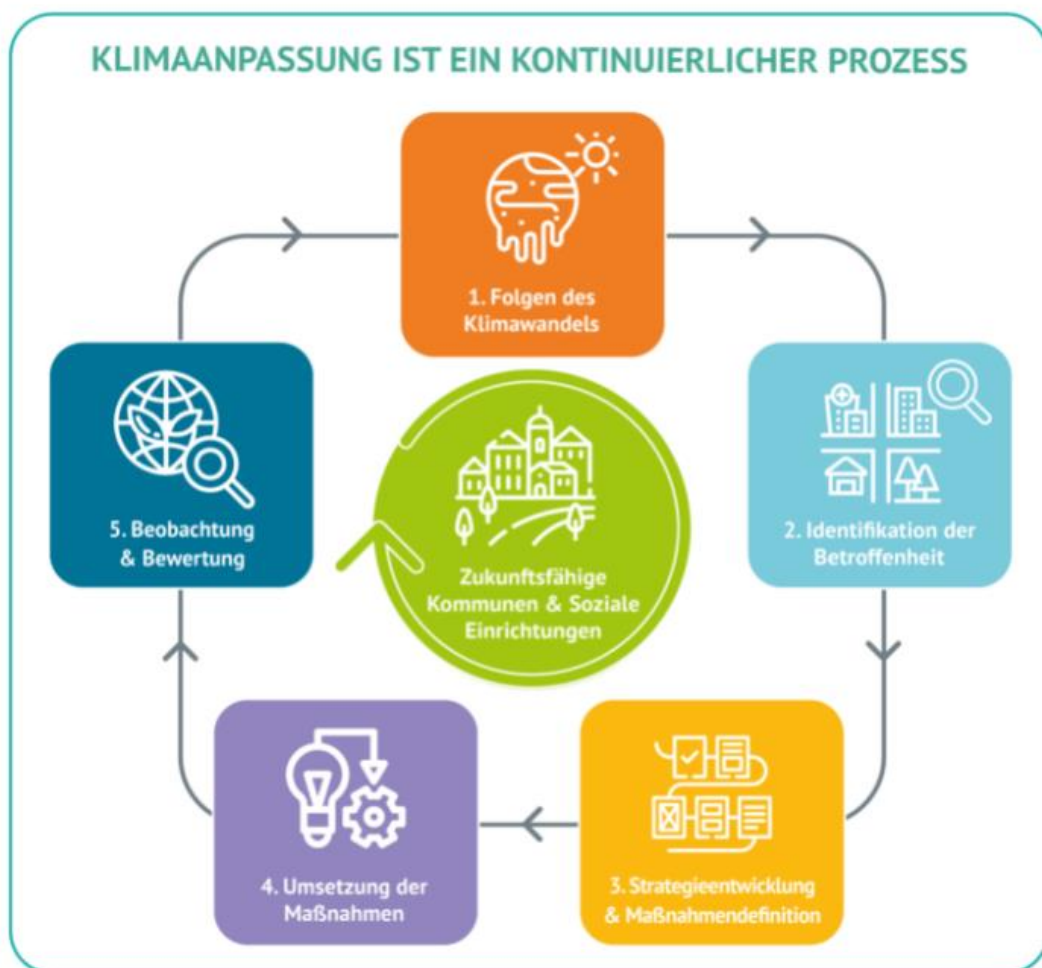 KLIMAANPASSUNG IST EIN KONTINUIERLICHER PROZESS
1. Folgen des
Klimawandels
2. Identifikation der
Betroffenheit
3. Strategieentwicklung
& Maßnahmendefinition
4. Umsetzung der
Maßnahmen
5. Beobachtung
& Bewertung
Zukunftsfähige
Kommunen & Soziale
Einrichtungen